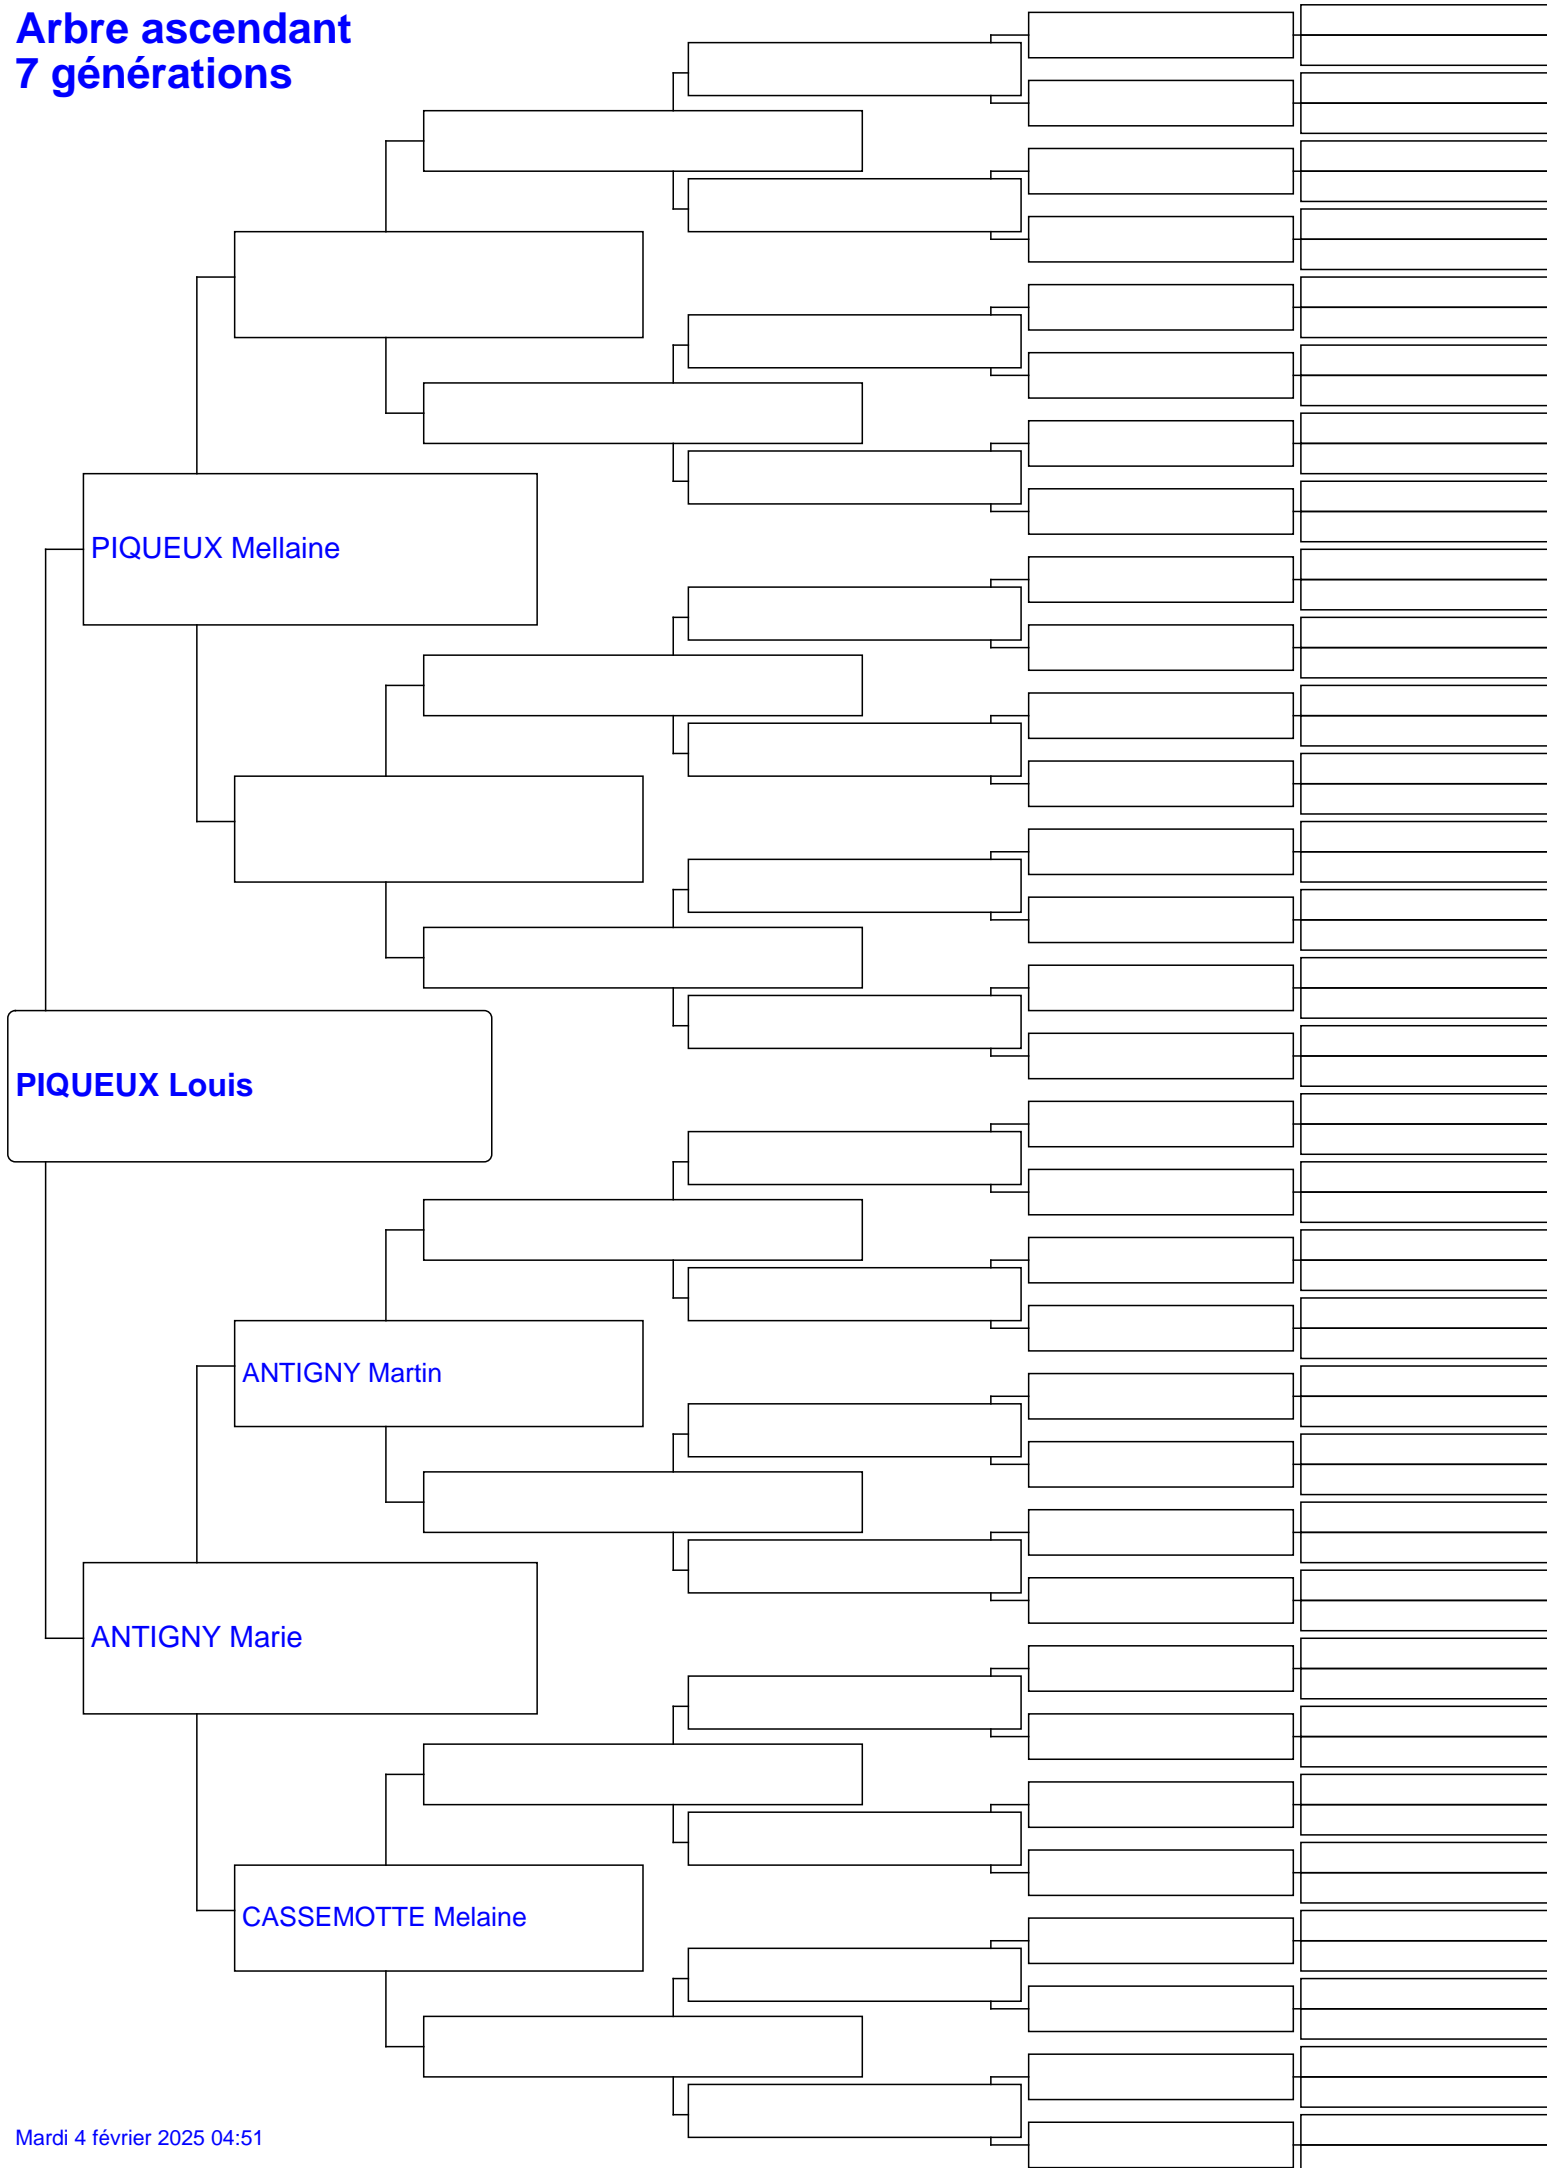 Arbre ascendant
7 générations
PIQUEUX Mellaine
PIQUEUX Louis
ANTIGNY Martin
ANTIGNY Marie
CASSEMOTTE Melaine
Mardi 4 février 2025 04:51